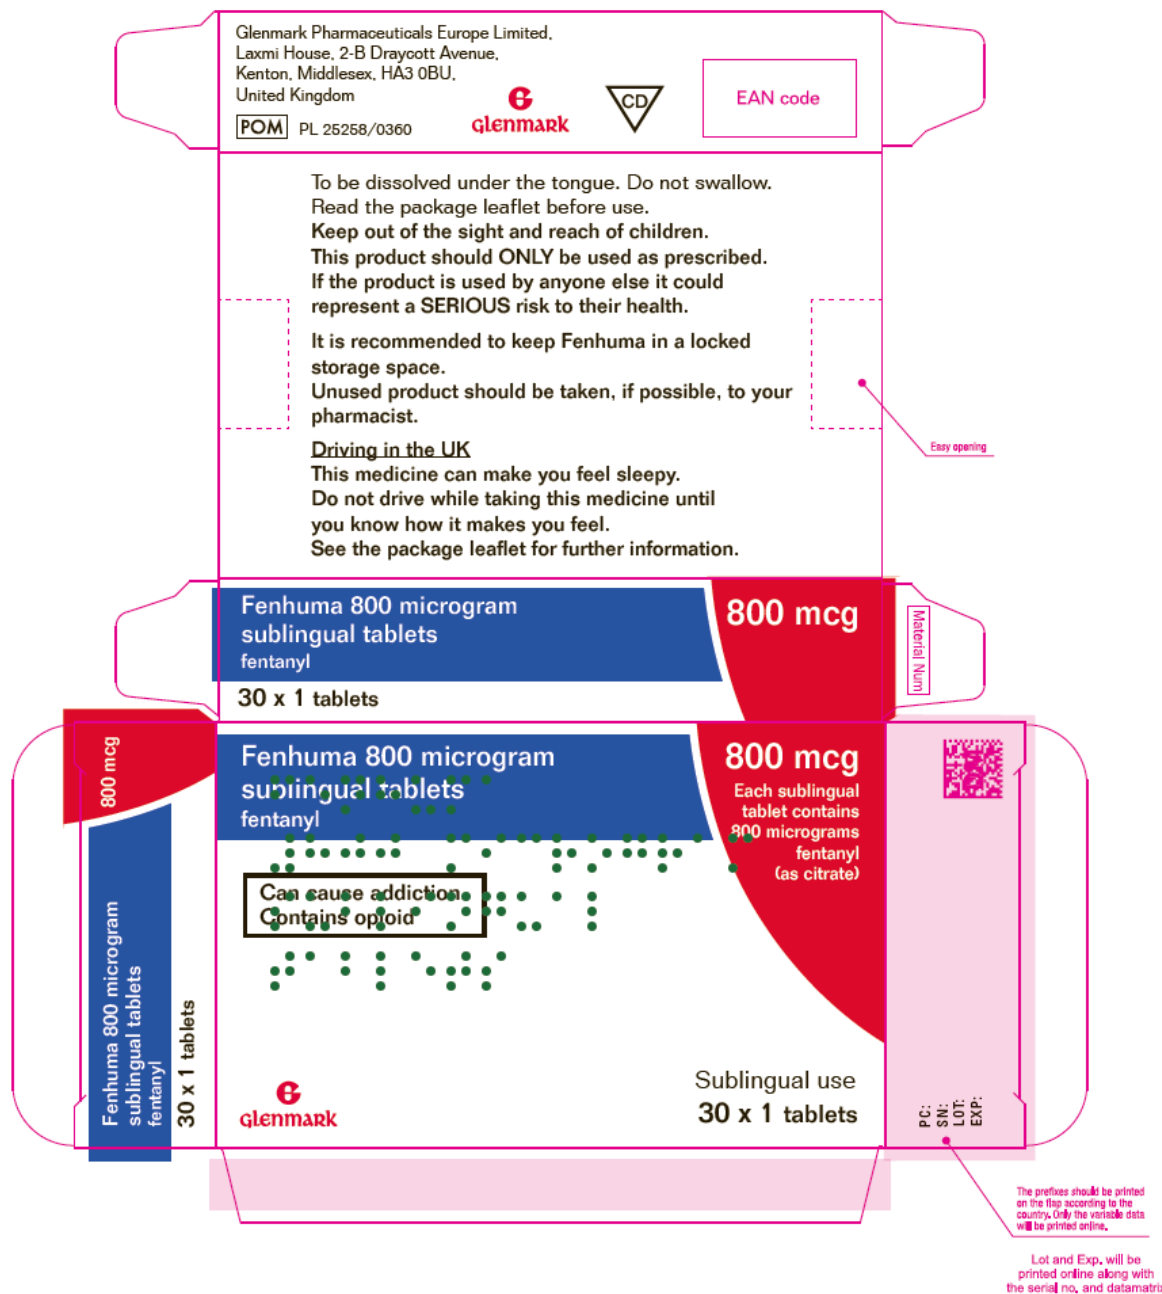 Glenmark Pharmaceuticals Europe Limited,
Laxmi House, 2-B Draycott Avenue,
Kenton, Middlesex, HA3 0BU,
United Kingdom
POM PL 25258/0360
GLENMARK
CD
EAN code
To be dissolved under the tongue. Do not swallow.
Read the package leaflet before use.
Keep out of the sight and reach of children.
This product should ONLY be used as prescribed.
If the product is used by anyone else it could
represent a SERIOUS risk to their health.
It is recommended to keep Fenhuma in a locked
storage space.
Unused product should be taken, if possible, to your
pharmacist.
Driving in the UK
This medicine can make you feel sleepy.
Do not drive while taking this medicine until
you know how it makes you feel.
See the package leaflet for further information.
Easy opening
Fenhuma 800 microgram
sublingual tablets
fentanyl
30 x 1 tablets
800 mcg
Material Num
800 mcg
Fenhuma 800 microgram
sublingual tablets
fentanyl
30 x 1 tablets
Fenhuma 800 microgram
sublingual tablets
fentanyl
800 mcg
Each sublingual
tablet contains
800 micrograms
fentanyl
(as citrate)
Can cause addiction
Contains opioid
GLENMARK
Sublingual use
30 x 1 tablets
PC:
SN:
LOT:
EXP:
The prefixes should be printed
on the flap according to the
country. Only the variable data
will be printed online.
Lot and Exp. will be
printed online along with
the serial no. and datamatrix